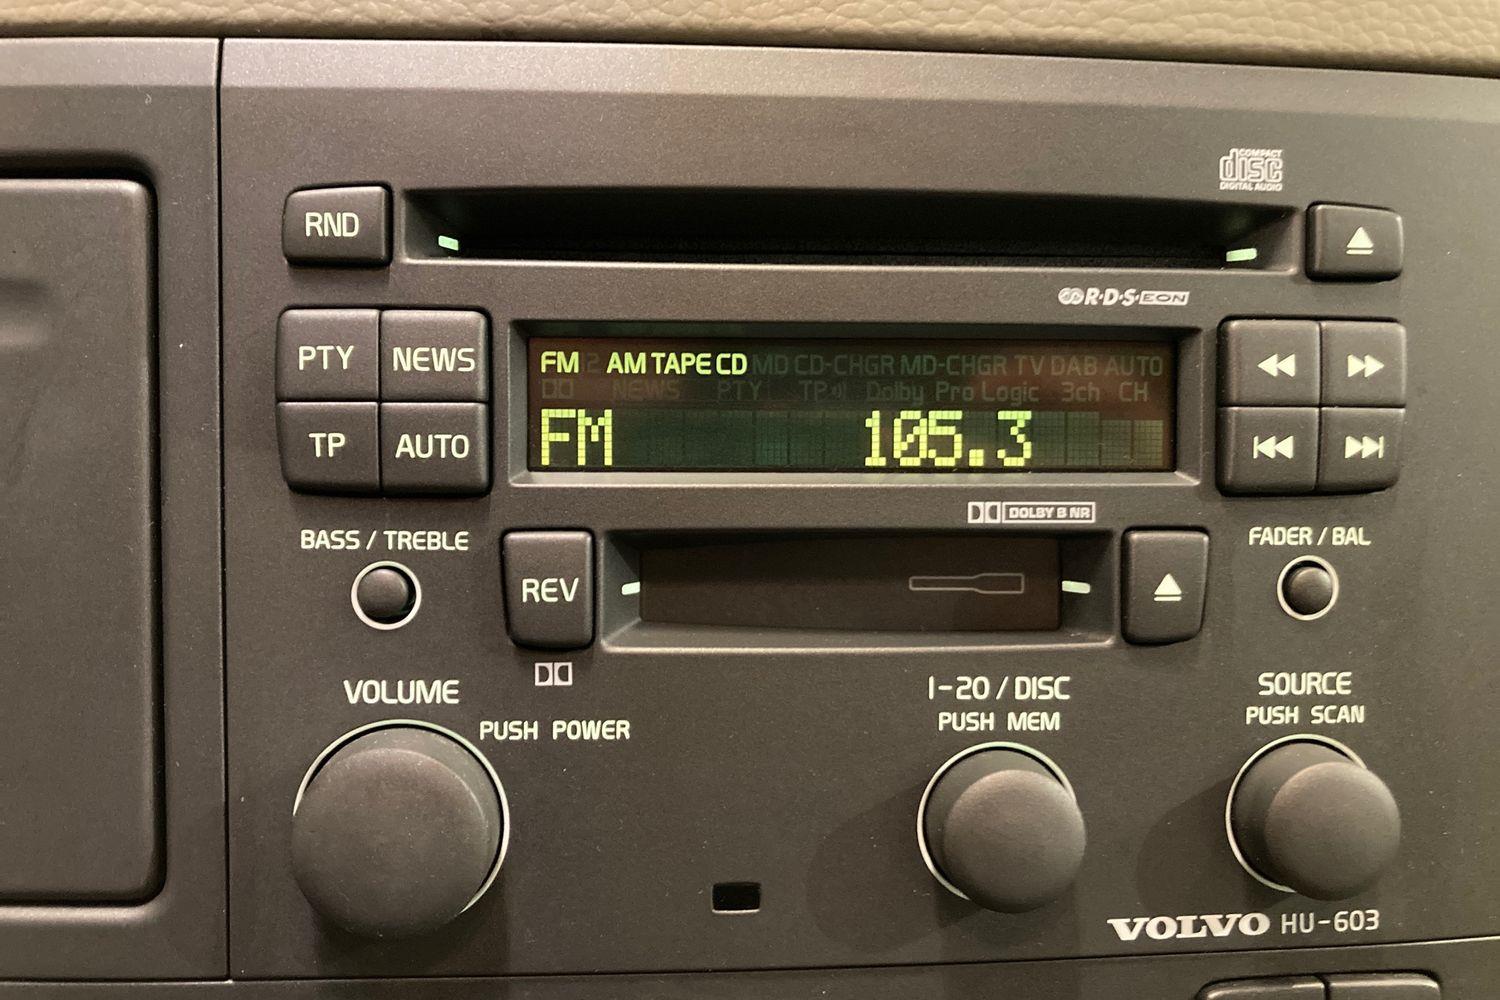 COMPACT
disc
DIGITAL AUDIO
RND
R·D·S·EON
PTY NEWS
FM 2 AM TAPE CD MD CD-CHGR MD-CHGR TV DAB AUTO
NEWS PTY TP Dolby Pro Logic 3ch CH
TP AUTO
FM 105.3
DOLBY B NR
BASS / TREBLE
FADER / BAL
REV
VOLUME
PUSH POWER
1-20 / DISC
PUSH MEM
SOURCE
PUSH SCAN
VOLVO HU-603